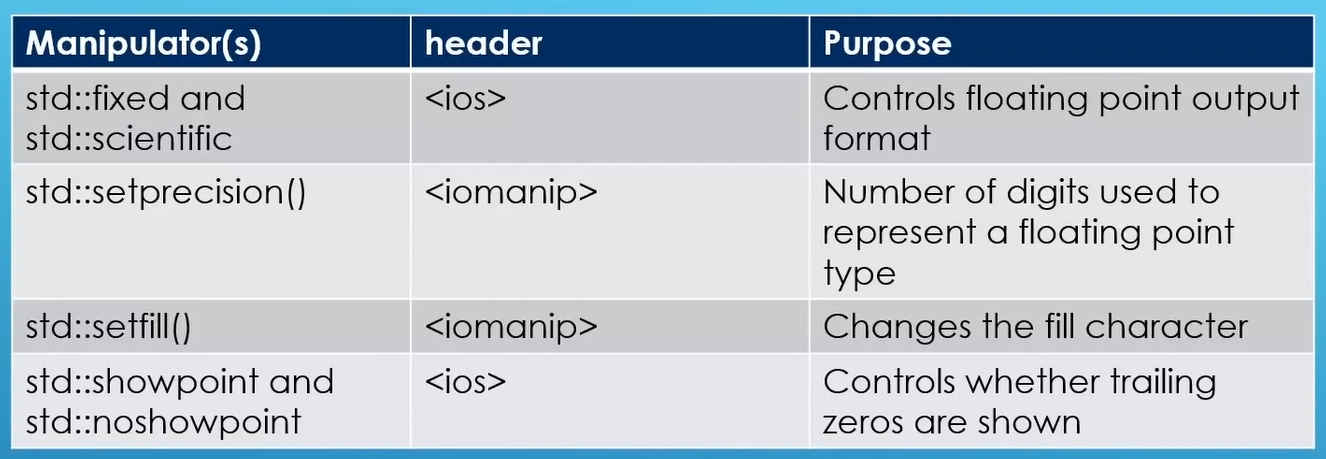 Manipulator(s) header Purpose
std::fixed and <ios> Controls floating point output
std::scientific format
std::setprecision() <iomanip> Number of digits used to
represent a floating point
type
std::setfill() <iomanip> Changes the fill character
std::showpoint and <ios> Controls whether trailing
std::noshowpoint zeros are shown